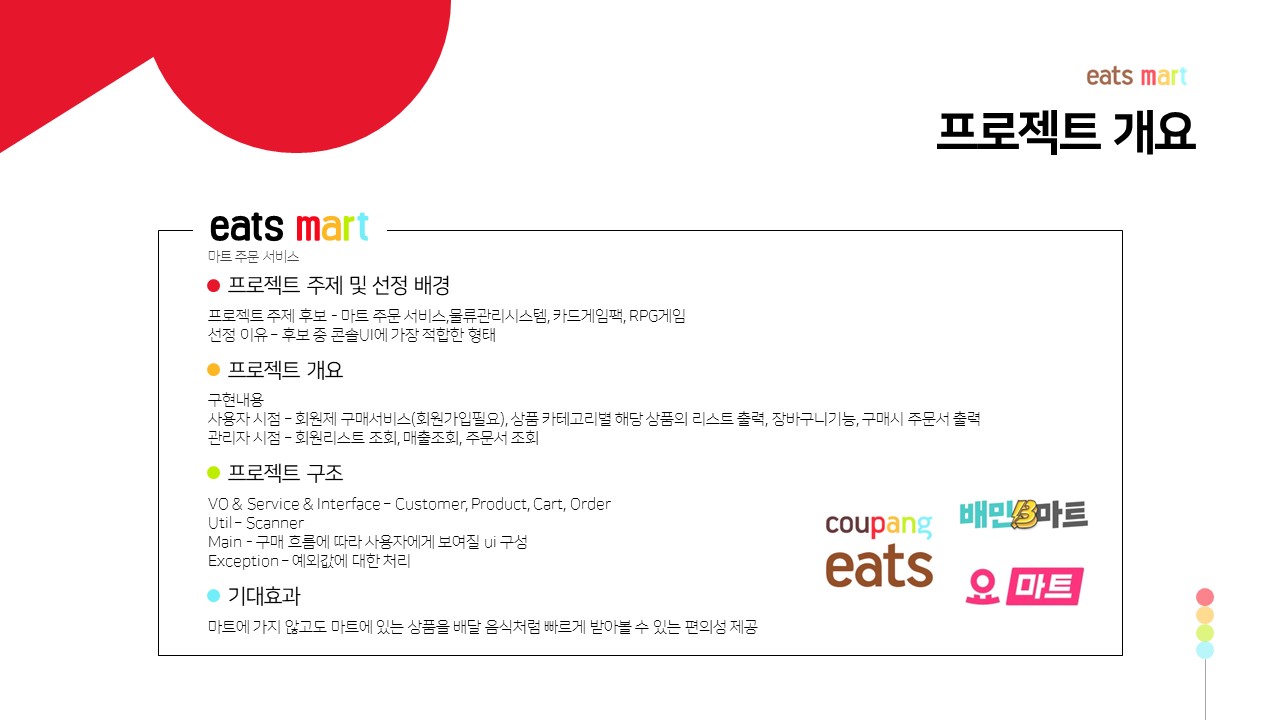 eats mart
프로젝트 개요
eats mart
마트 주문 서비스
프로젝트 주제 및 선정 배경
프로젝트 주제 후보 - 마트 주문 서비스,물류관리시스템, 카드게임팩, RPG게임
선정 이유 – 후보 중 콘솔UI에 가장 적합한 형태
프로젝트 개요
구현내용
사용자 시점 – 회원제 구매서비스(회원가입필요), 상품 카테고리별 해당 상품의 리스트 출력, 장바구니기능, 구매시 주문서 출력
관리자 시점 – 회원리스트 조회, 매출조회, 주문서 조회
프로젝트 구조
VO & Service & Interface – Customer, Product, Cart, Order
Util – Scanner
Main - 구매 흐름에 따라 사용자에게 보여질 ui 구성
Exception – 예외값에 대한 처리
기대효과
마트에 가지 않고도 마트에 있는 상품을 배달 음식처럼 빠르게 받아볼 수 있는 편의성 제공
coupang
eats
배민B마트
요마트